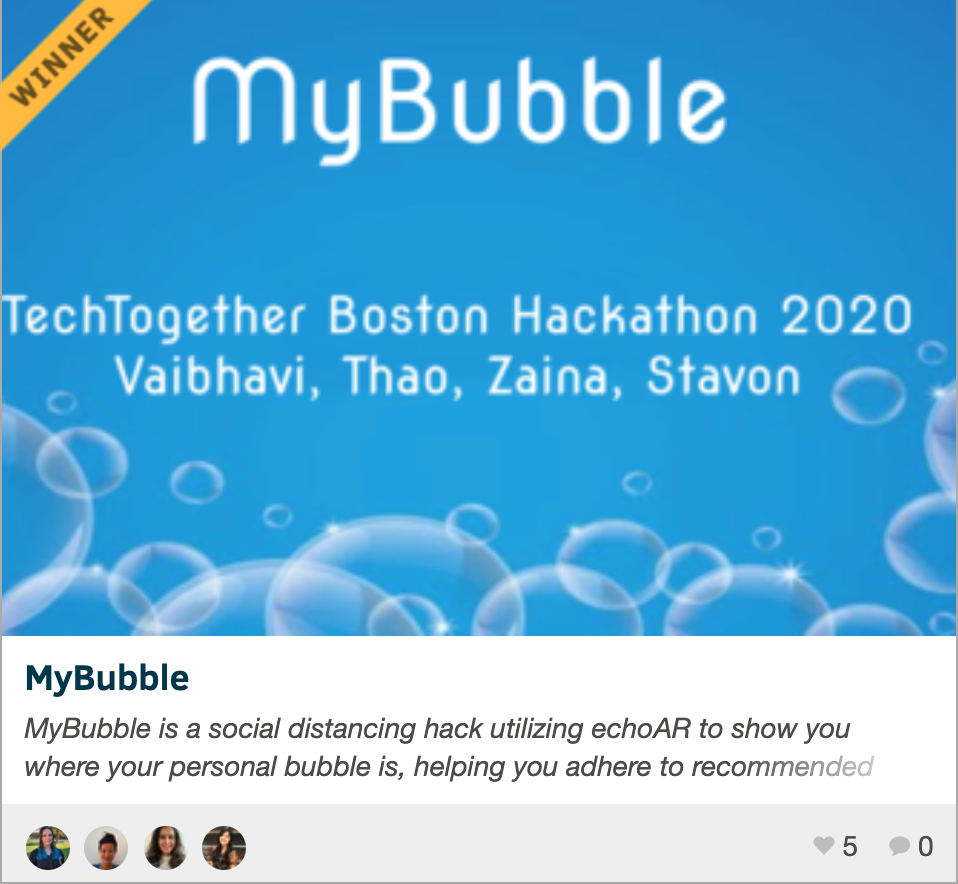 WINNER
MyBubble
TechTogether Boston Hackathon 2020
Vaibhavi, Thao, Zaina, Stavon
MyBubble
MyBubble is a social distancing hack utilizing echoAR to show you
where your personal bubble is, helping you adhere to recommended
5 0